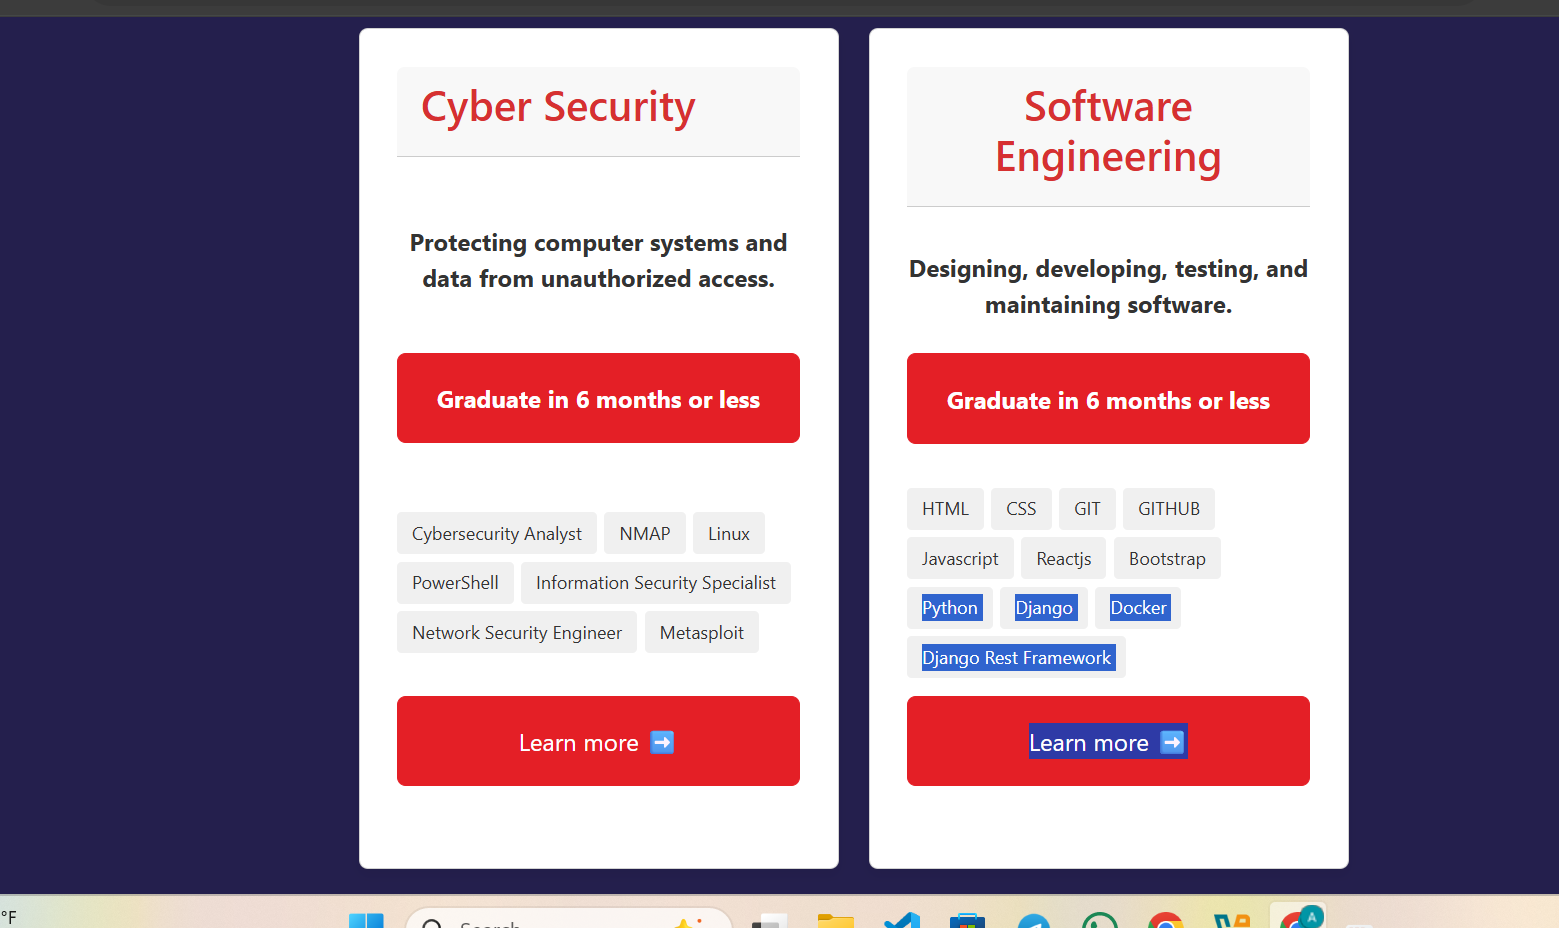 Cyber Security
Protecting computer systems and
data from unauthorized access.
Graduate in 6 months or less
Cybersecurity Analyst NMAP Linux
PowerShell Information Security Specialist
Network Security Engineer Metasploit
Learn more ➡️
Software
Engineering
Designing, developing, testing, and
maintaining software.
Graduate in 6 months or less
HTML CSS GIT GITHUB
Javascript Reactjs Bootstrap
Python Django Docker
Django Rest Framework
Learn more ➡️
°F
Search
A